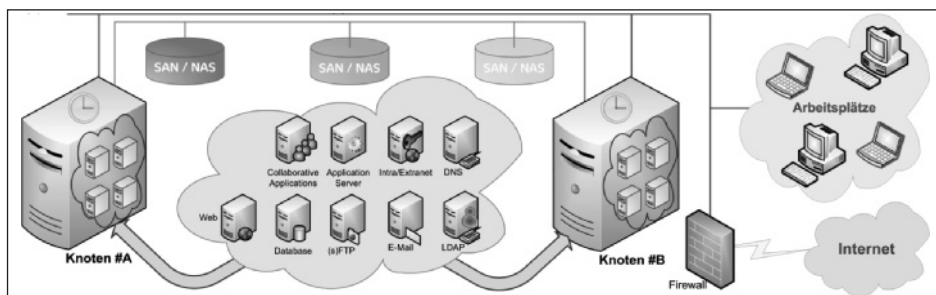 SAN / NAS
SAN / NAS
SAN / NAS
Arbeitsplätze
Collaborative
Applications
Application
Server
Intra/Extranet
DNS
Web
Database
(s)FTP
E-Mail
LDAP
Knoten #A
Knoten #B
Firewall
Internet